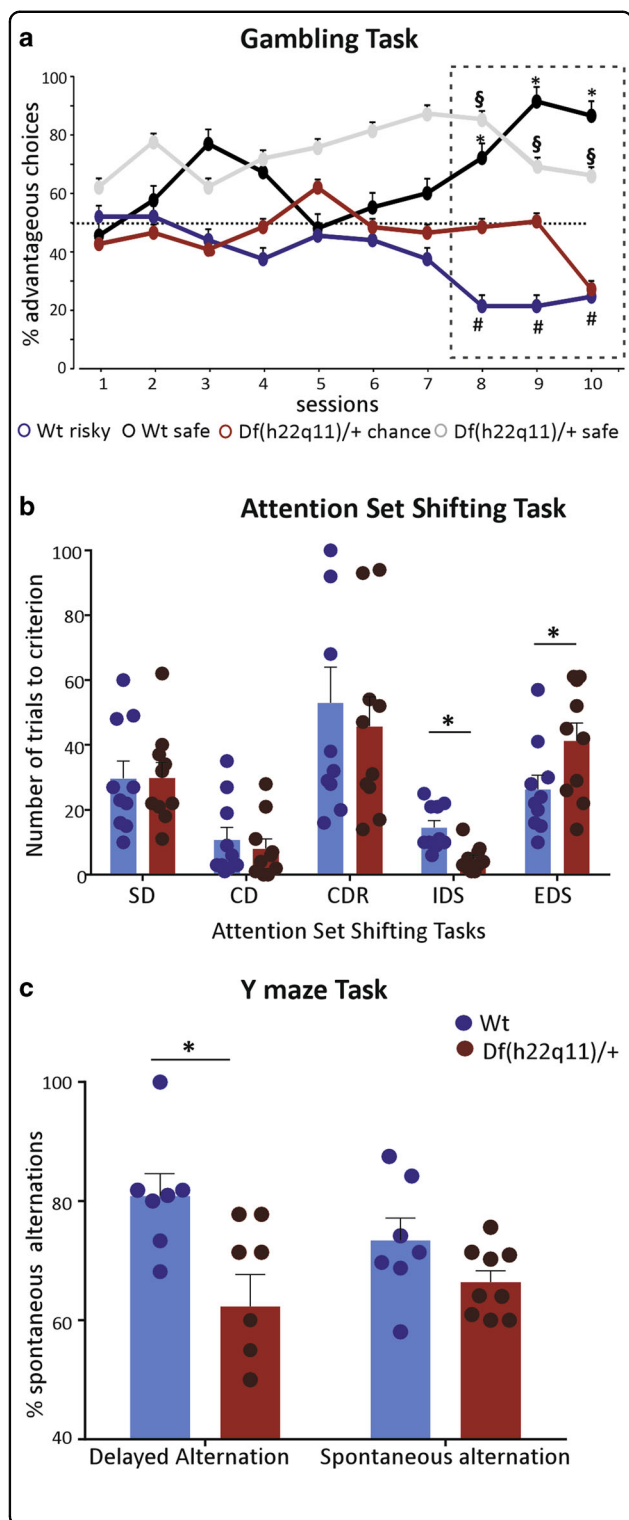 a
Gambling Task
% advantageous choices
100
80
60
40
20
0
§
*
*
*
§
§
#
#
#
1 2 3 4 5 6 7 8 9 10
sessions
Wt risky Wt safe Df(h22q11)/+ chance Df(h22q11)/+ safe
b
Attention Set Shifting Task
Number of trials to criterion
100
80
60
40
20
0
*
*
SD CD CDR IDS EDS
Attention Set Shifting Tasks
c
Y maze Task
Wt
Df(h22q11)/+
% spontaneous alternations
100
80
60
40
*
Delayed Alternation Spontaneous alternation